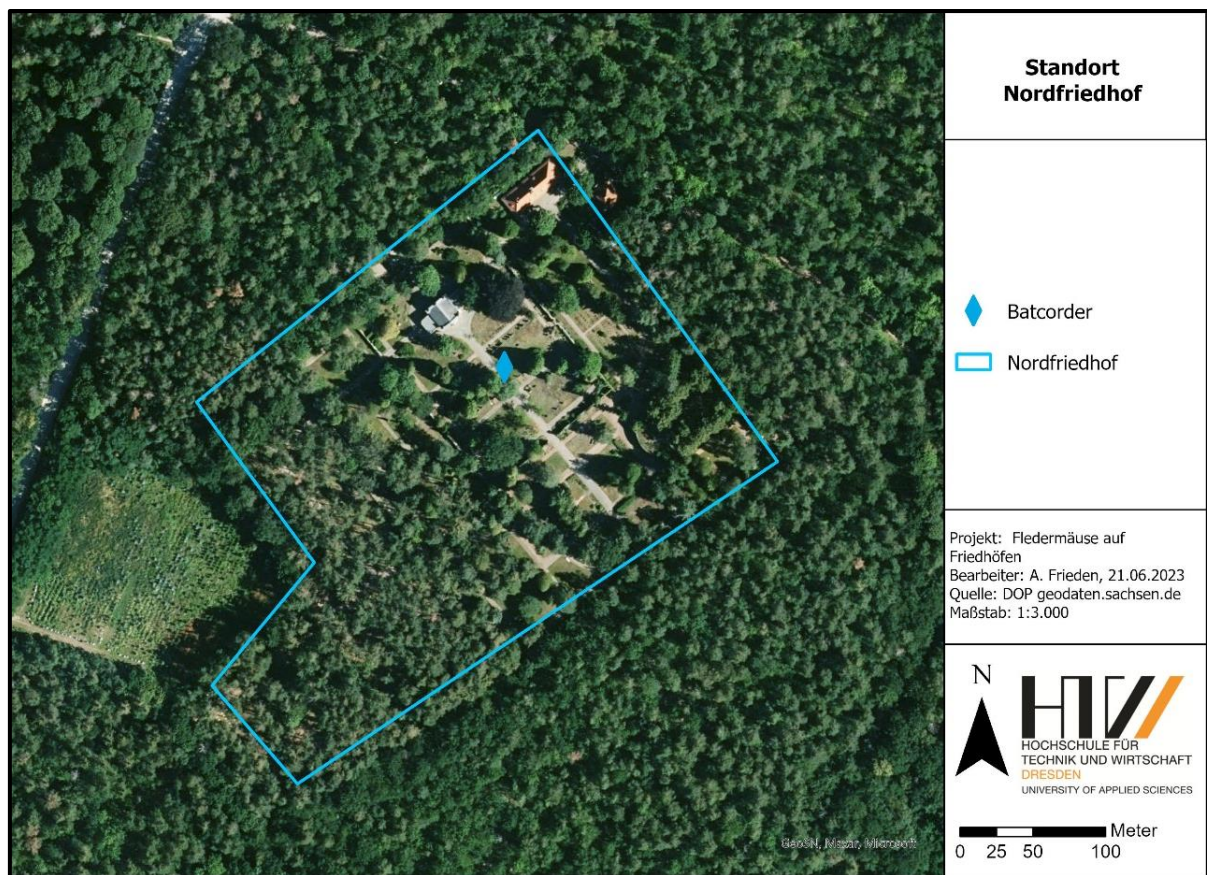 Standort
Nordfriedhof
Batcorder
Nordfriedhof
Projekt: Fledermäuse auf
Friedhöfen
Bearbeiter: A. Frieden, 21.06.2023
Quelle: DOP geodaten.sachsen.de
Maßstab: 1:3.000
N
HTW
HOCHSCHULE FÜR
TECHNIK UND WIRTSCHAFT
DRESDEN
UNIVERSITY OF APPLIED SCIENCES
Meter
0 25 50 100
GeoSN, Maxar, Microsoft